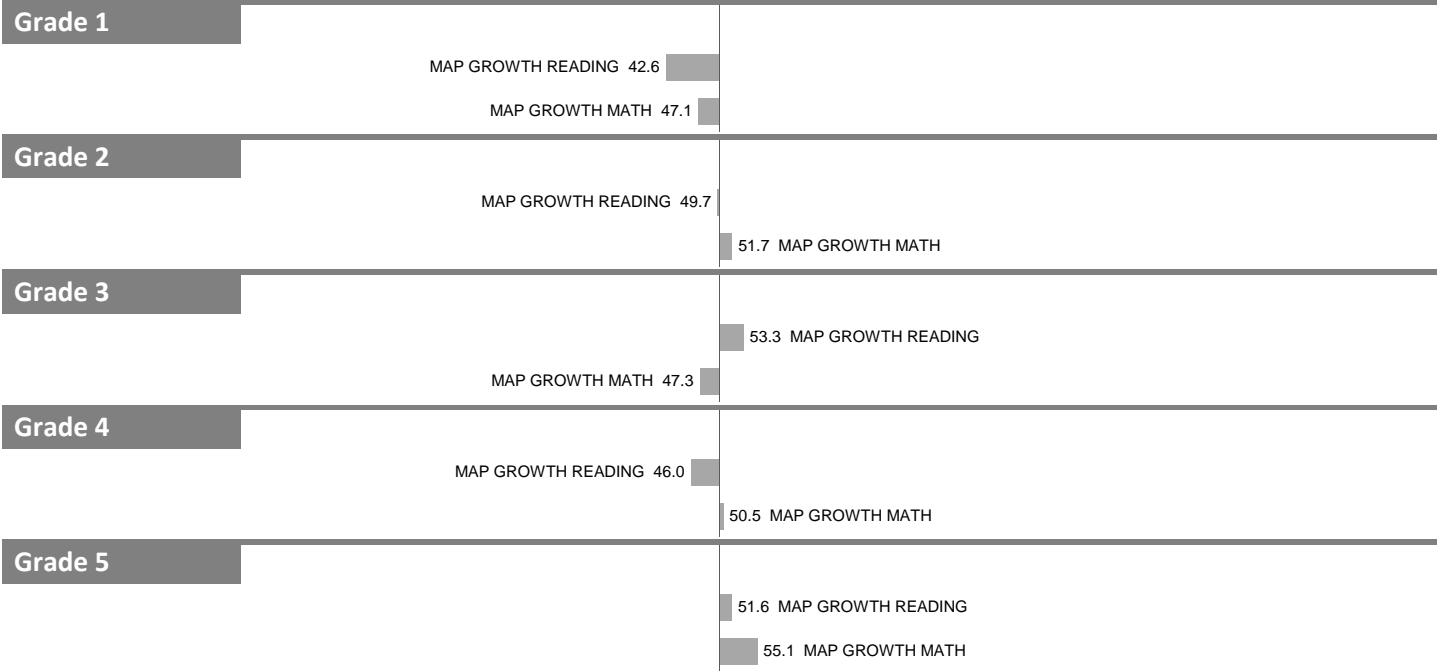 Grade 1
MAP GROWTH READING 42.6
MAP GROWTH MATH 47.1
Grade 2
MAP GROWTH READING 49.7
51.7 MAP GROWTH MATH
Grade 3
53.3 MAP GROWTH READING
MAP GROWTH MATH 47.3
Grade 4
MAP GROWTH READING 46.0
50.5 MAP GROWTH MATH
Grade 5
51.6 MAP GROWTH READING
55.1 MAP GROWTH MATH